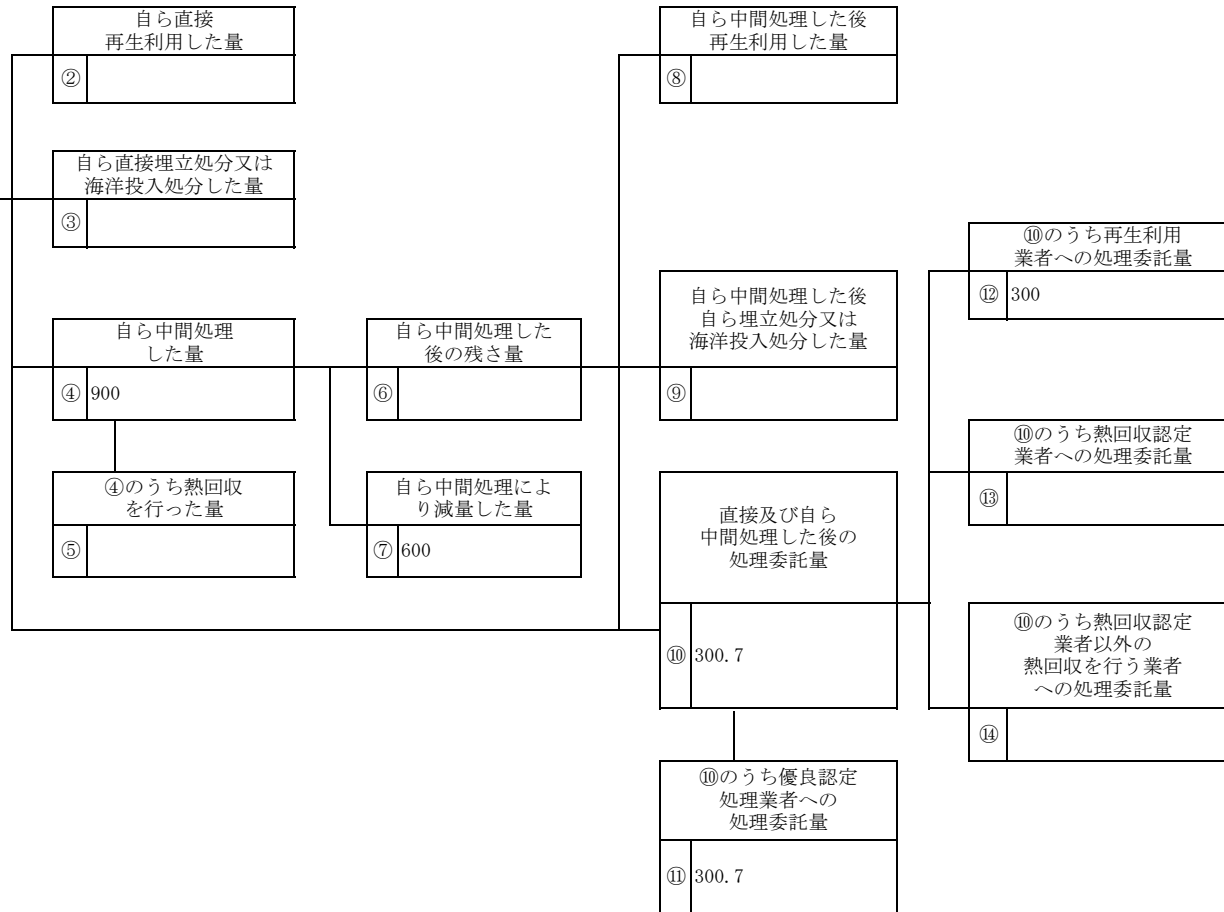 自ら直接
再生利用した量
②
自ら中間処理した後
再生利用した量
⑧
自ら直接埋立処分又は
海洋投入処分した量
③
⑩のうち再生利用
業者への処理委託量
⑫ 300
自ら中間処理
した量
④ 900
自ら中間処理した
後の残さ量
⑥
自ら中間処理した後
自ら埋立処分又は
海洋投入処分した量
⑨
⑩のうち熱回収認定
業者への処理委託量
⑬
④のうち熱回収
を行った量
⑤
自ら中間処理によ
り減量した量
⑦ 600
直接及び自ら
中間処理した後の
処理委託量
⑩ 300.7
⑩のうち熱回収認定
業者以外の
熱回収を行う業者
への処理委託量
⑭
⑩のうち優良認定
処理業者への
処理委託量
⑪ 300.7